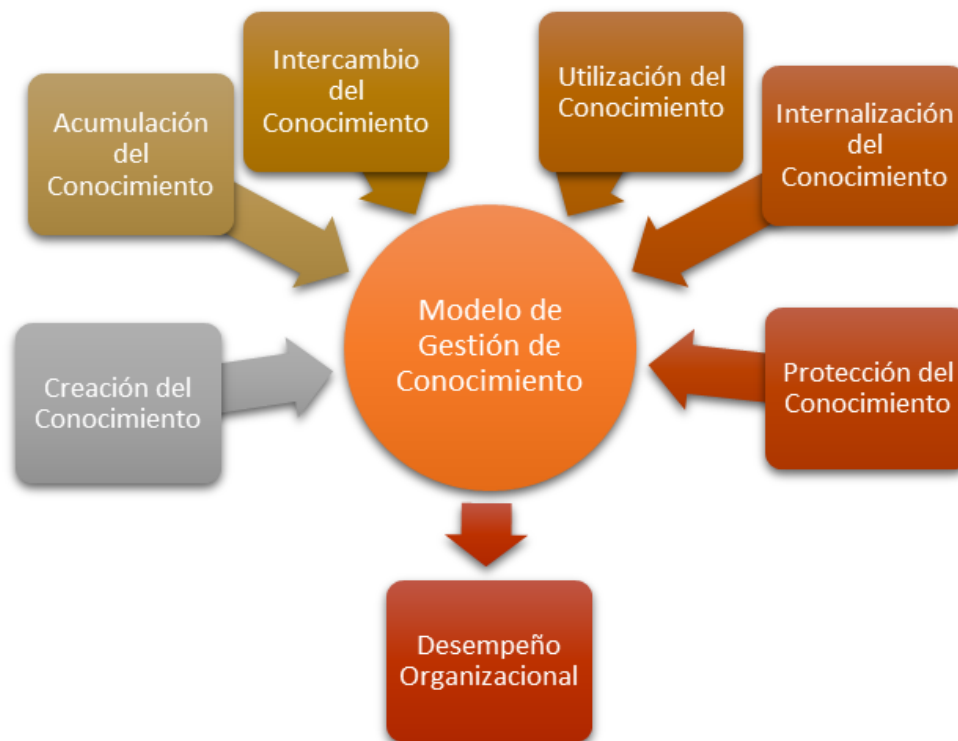 Intercambio
del
Conocimiento
Utilización del
Conocimiento
Acumulación
del
Conocimiento
Internalización
del
Conocimiento
Modelo de
Gestión de
Conocimiento
Creación del
Conocimiento
Protección del
Conocimiento
Desempeño
Organizacional